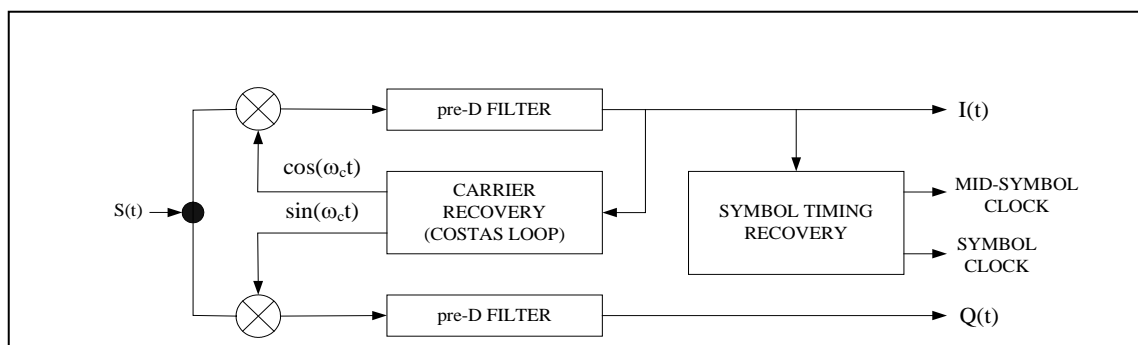 pre-D FILTER
I(t)
cos(ωct)
CARRIER
RECOVERY
(COSTAS LOOP)
sin(ωct)
S(t)
SYMBOL TIMING
RECOVERY
MID-SYMBOL
CLOCK
SYMBOL
CLOCK
pre-D FILTER
Q(t)